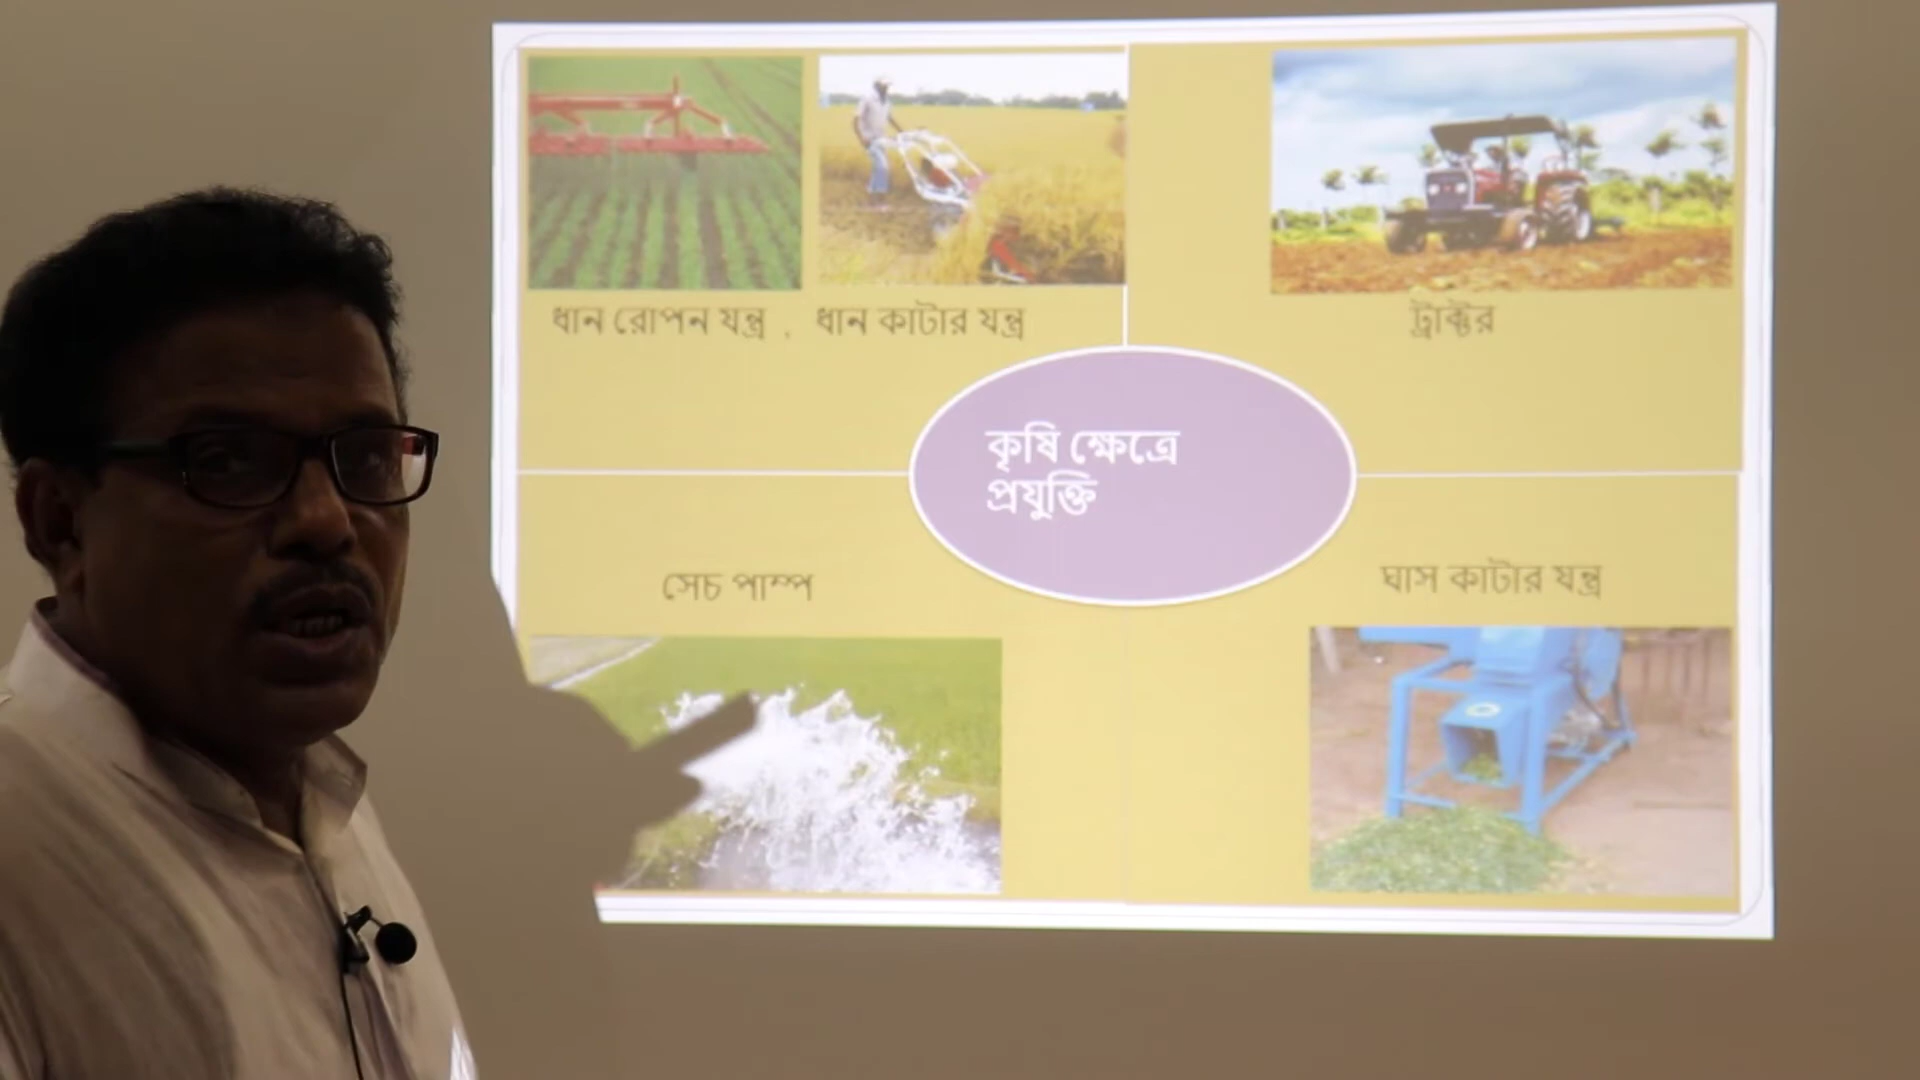 ধান রোপন যন্ত্র , ধান কাটার যন্ত্র
ট্রাক্টর
কৃষি ক্ষেত্রে
প্রযুক্তি
সেচ পাম্প
ঘাস কাটার যন্ত্র